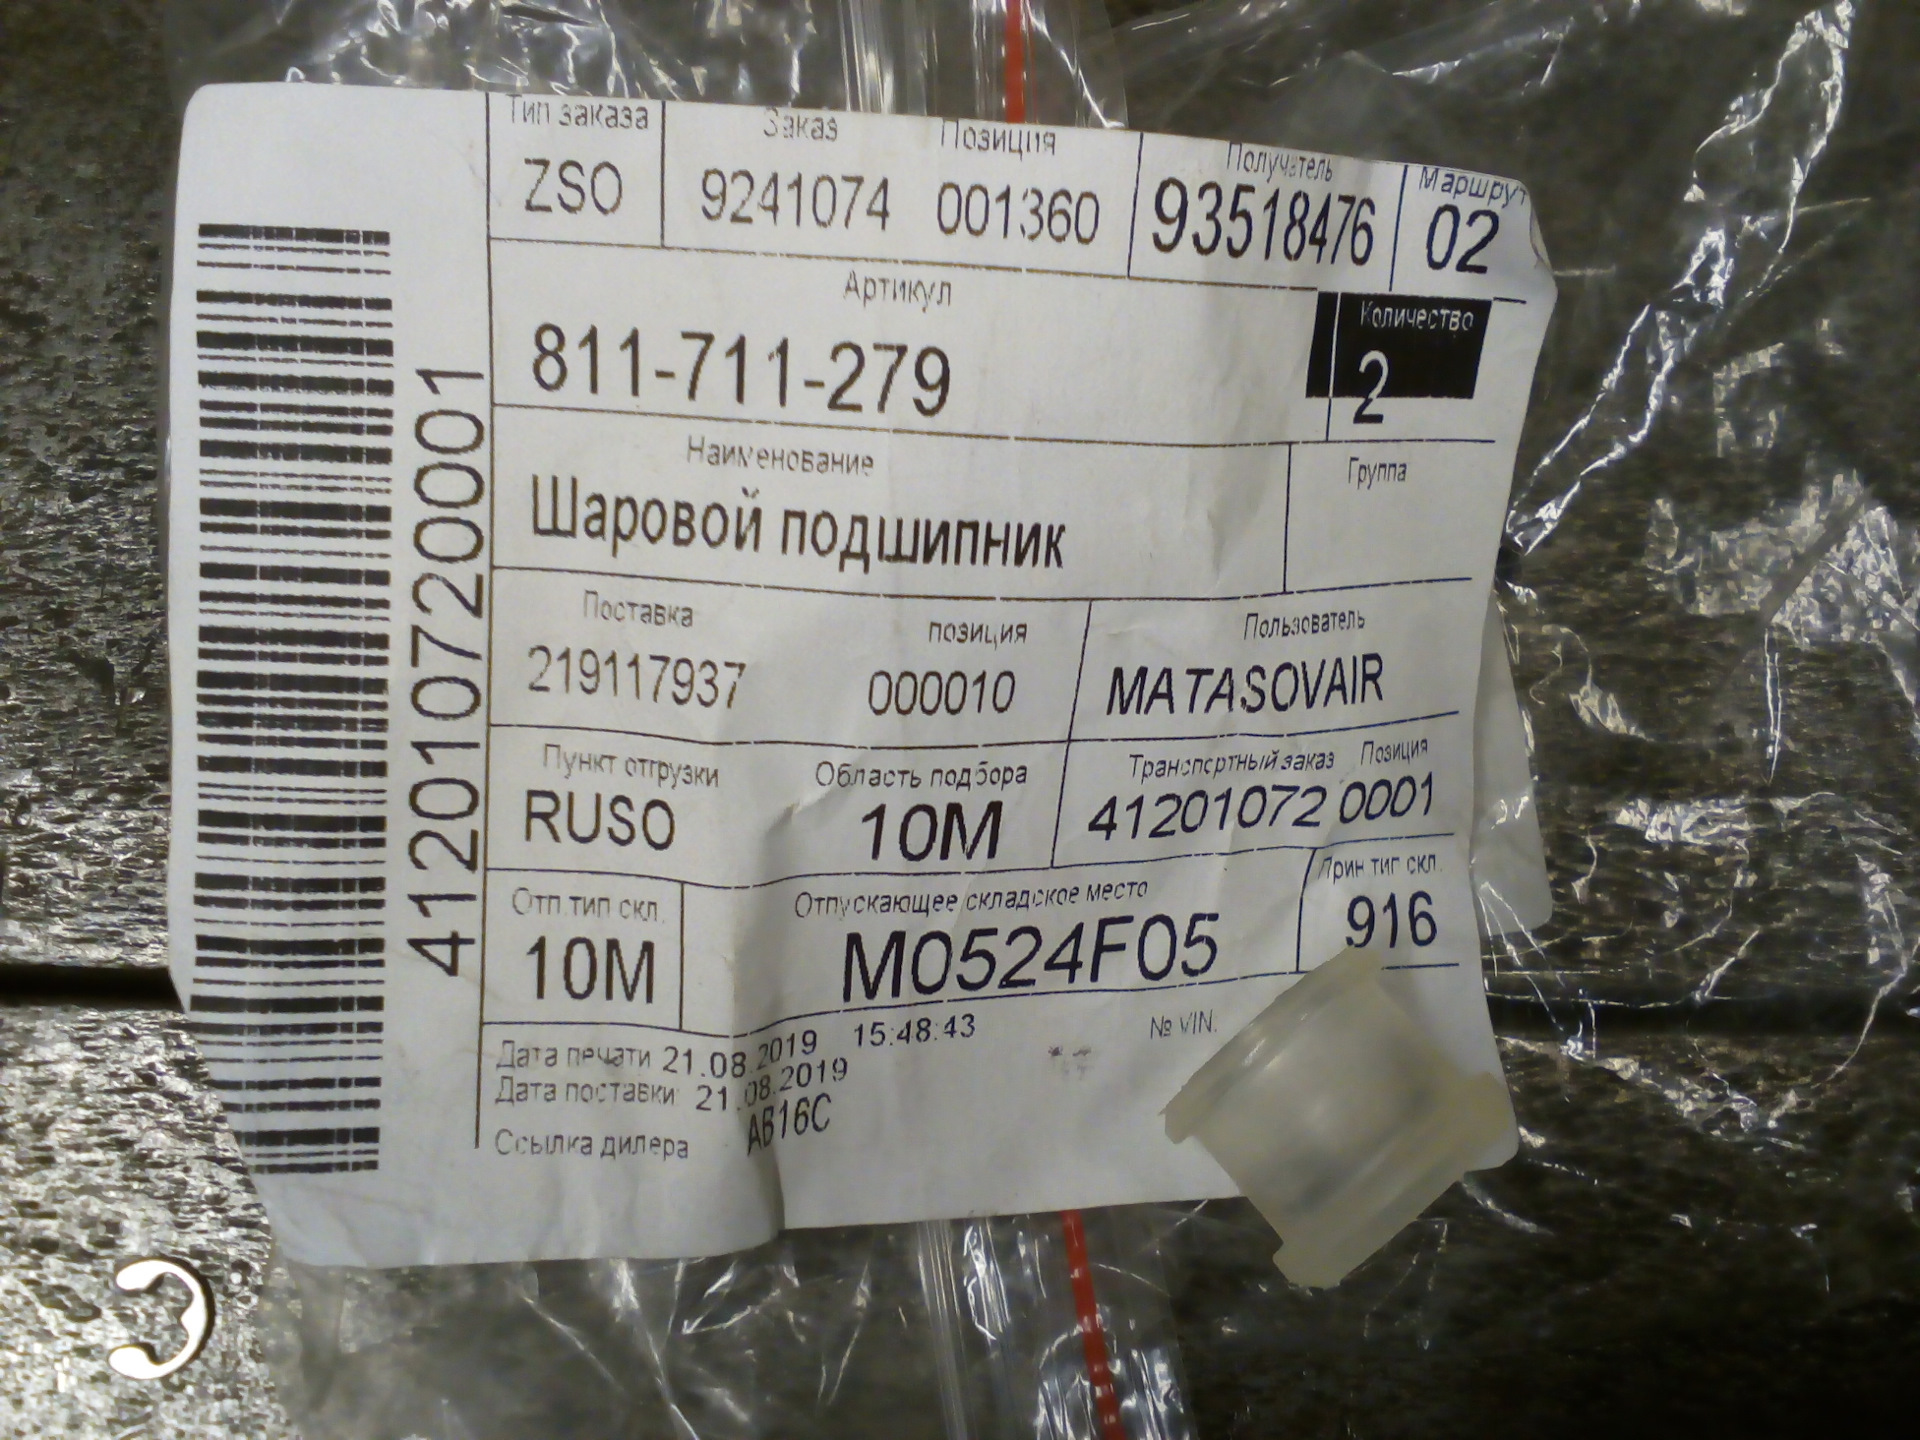 412010720001
Тип заказа Заказ Позиция Получатель Маршрут
ZSO 9241074 001360 93518476 02
Артикул Количество
811-711-279 2
Наименование Группа
Шаровой подшипник
Поставка позиция Пользователь
219117937 000010 MATASOVAIR
Пункт отгрузки Область подбора Транспортный заказ Позиция
RUSO 10M 41201072 0001
Отп.тип скл. Отпускающее складское место Прин тип скл.
10M M0524F05 916
Дата печати 21.08.2019 15:48:43 № VIN.
Дата поставки 21.08.2019
Ссылка дилера AB16C